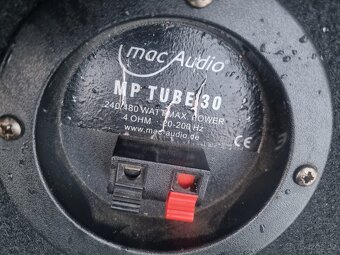 mac Audio
MP TUBE 30
240/480 WATT MAX. POWER
4 OHM 20-200 Hz
www.mac-audio.de
CE